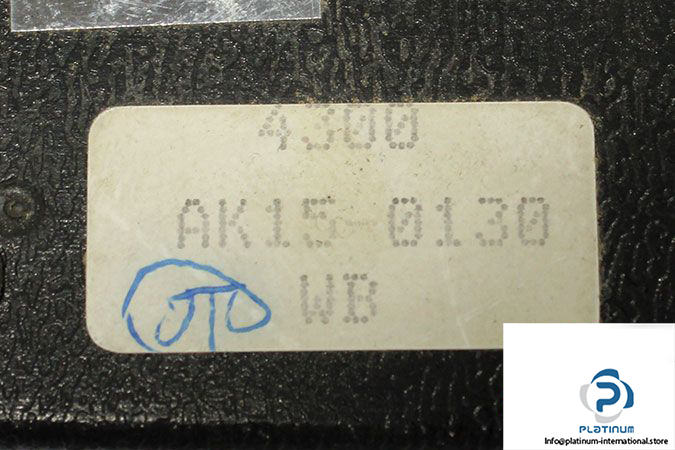 4300
AK15-0130
WB
PLATINUM
Info@platinum-international.store